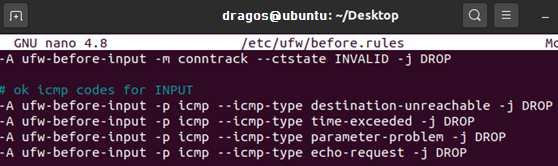 dragos@ubuntu: ~/Desktop
GNU nano 4.8 /etc/ufw/before.rules Mo
-A ufw-before-input -m conntrack --ctstate INVALID -j DROP
# ok icmp codes for INPUT
-A ufw-before-input -p icmp --icmp-type destination-unreachable -j DROP
-A ufw-before-input -p icmp --icmp-type time-exceeded -j DROP
-A ufw-before-input -p icmp --icmp-type parameter-problem -j DROP
-A ufw-before-input -p icmp --icmp-type echo-request -j DROP